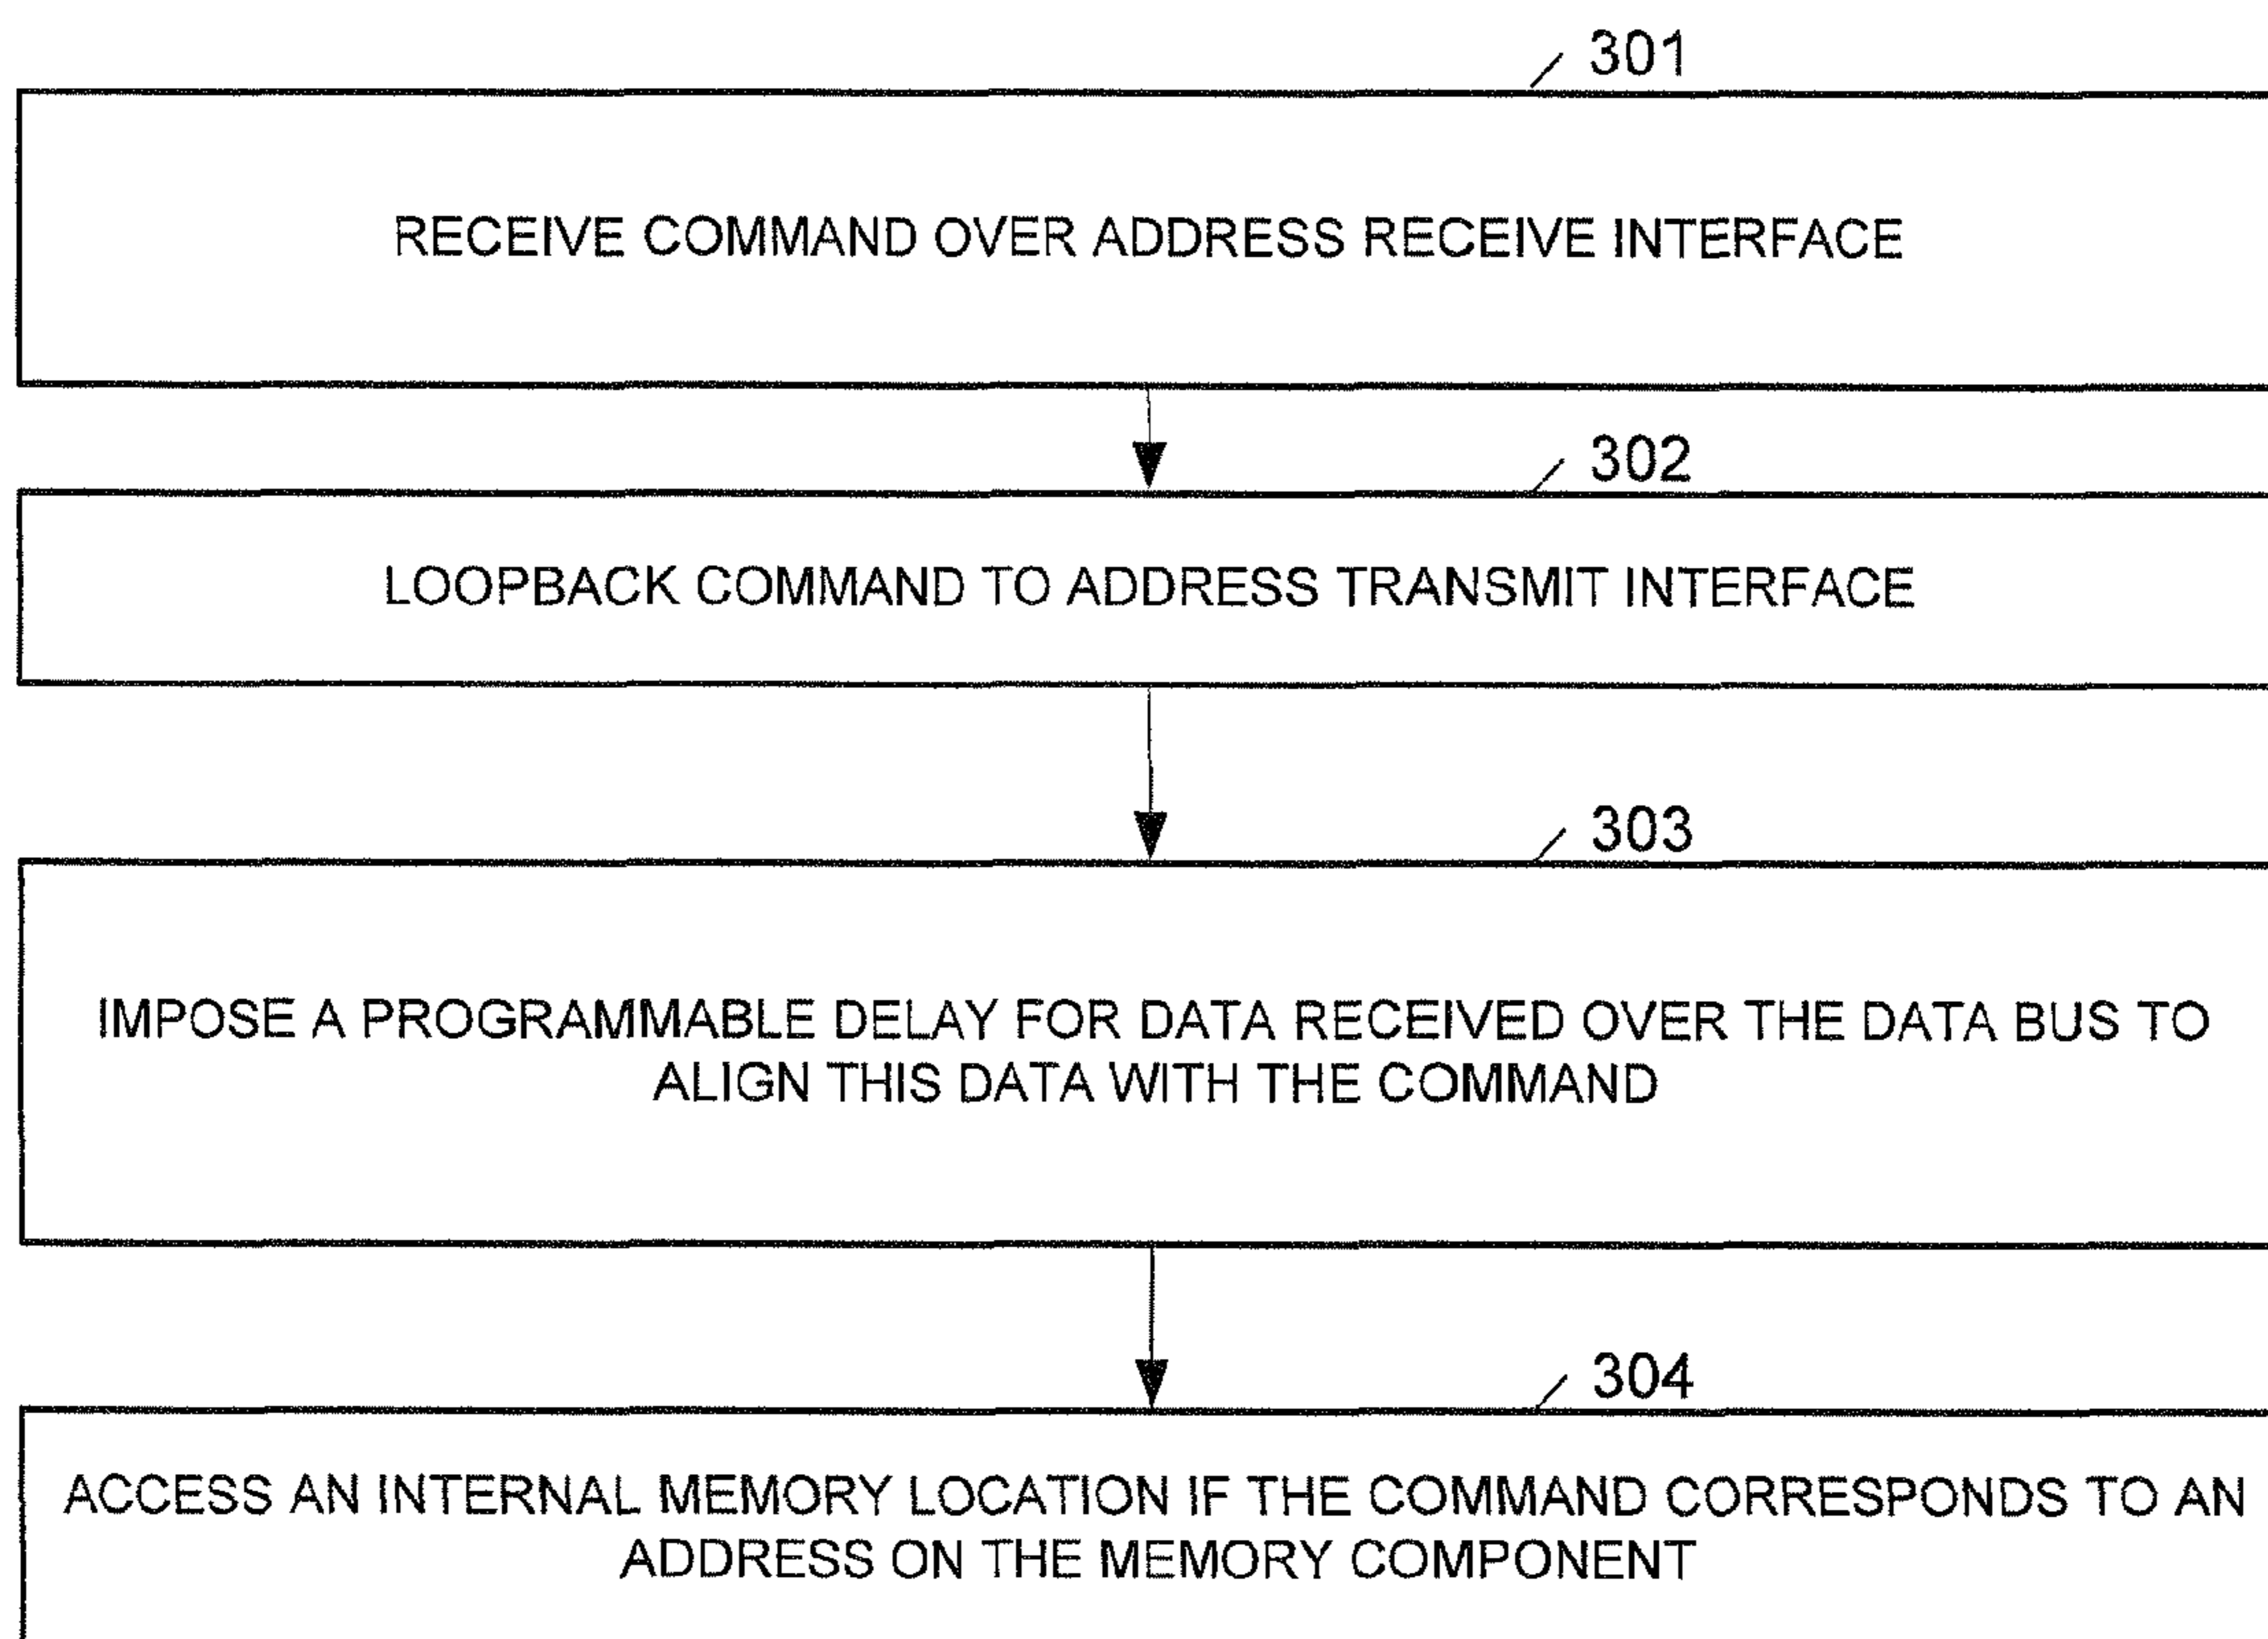 301
RECEIVE COMMAND OVER ADDRESS RECEIVE INTERFACE
302
LOOPBACK COMMAND TO ADDRESS TRANSMIT INTERFACE
303
IMPOSE A PROGRAMMABLE DELAY FOR DATA RECEIVED OVER THE DATA BUS TO
ALIGN THIS DATA WITH THE COMMAND
304
ACCESS AN INTERNAL MEMORY LOCATION IF THE COMMAND CORRESPONDS TO AN
ADDRESS ON THE MEMORY COMPONENT